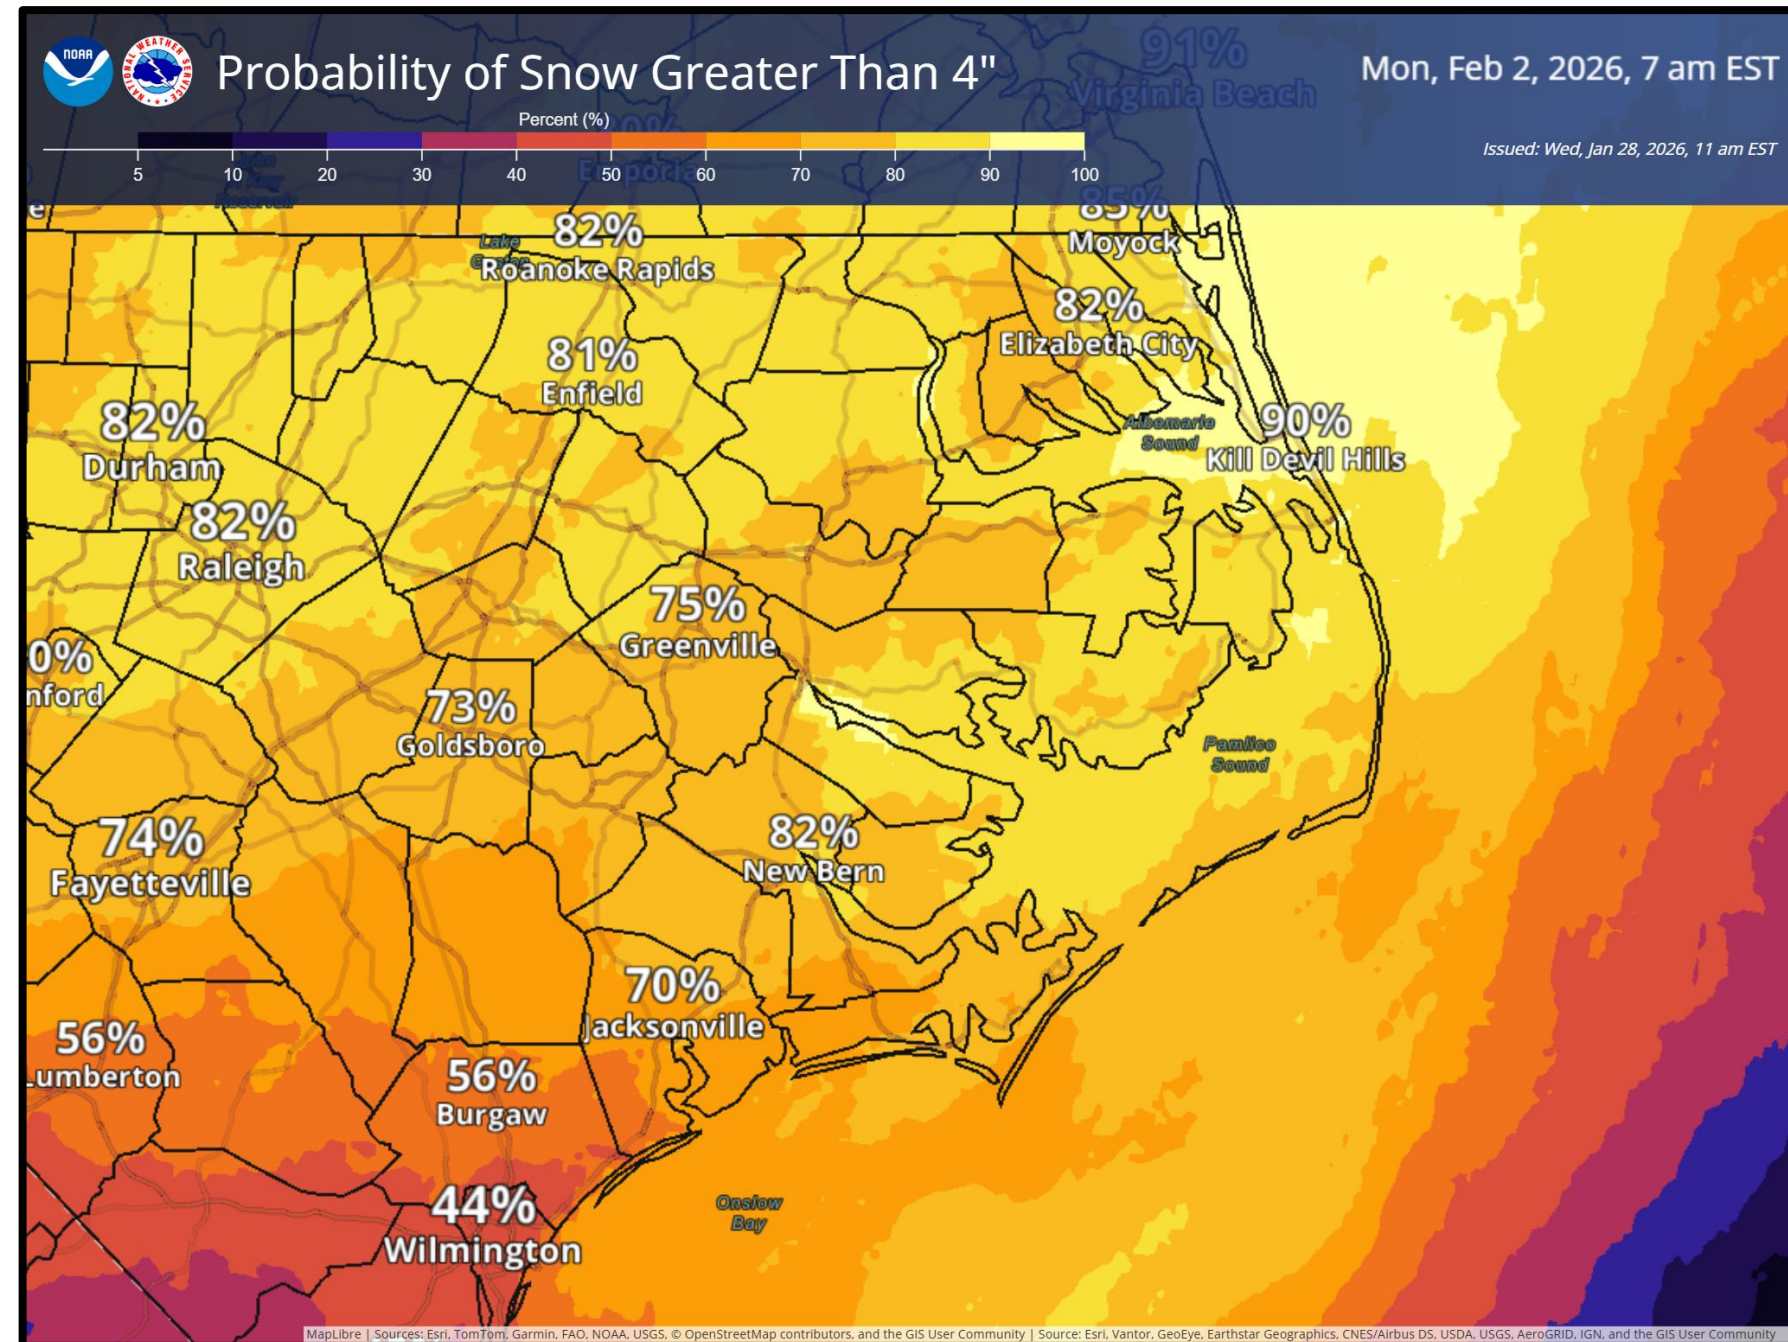 NOAA
NATIONAL WEATHER SERVICE
Probability of Snow Greater Than 4"
Mon, Feb 2, 2026, 7 am EST
Issued: Wed, Jan 28, 2026, 11 am EST
Percent (%)
5 10 20 30 40 50 60 70 80 90 100
91%
Virginia Beach
Emporia
85%
Moyock
82%
Roanoke Rapids
Lake
82%
Elizabeth City
81%
Enfield
82%
Durham
90%
Kill Devil Hills
Albemarle
Sound
82%
Raleigh
75%
Greenville
0%
nford
73%
Goldsboro
Pamlico
Sound
74%
Fayetteville
82%
New Bern
70%
Jacksonville
56%
Lumberton
56%
Burgaw
44%
Wilmington
Onslow
Bay
MapLibre | Sources: Esri, TomTom, Garmin, FAO, NOAA, USGS, © OpenStreetMap contributors, and the GIS User Community | Source: Esri, Vantor, GeoEye, Earthstar Geographics, CNES/Airbus DS, USDA, USGS, AeroGRID, IGN, and the GIS User Community